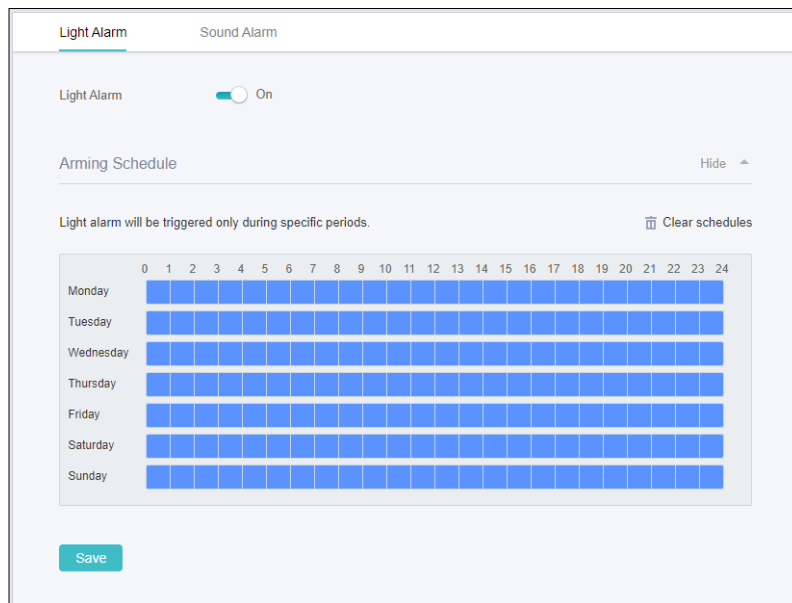 Light Alarm Sound Alarm
Light Alarm On
Arming Schedule Hide
Light alarm will be triggered only during specific periods. Clear schedules
0 1 2 3 4 5 6 7 8 9 10 11 12 13 14 15 16 17 18 19 20 21 22 23 24
Monday
Tuesday
Wednesday
Thursday
Friday
Saturday
Sunday
Save